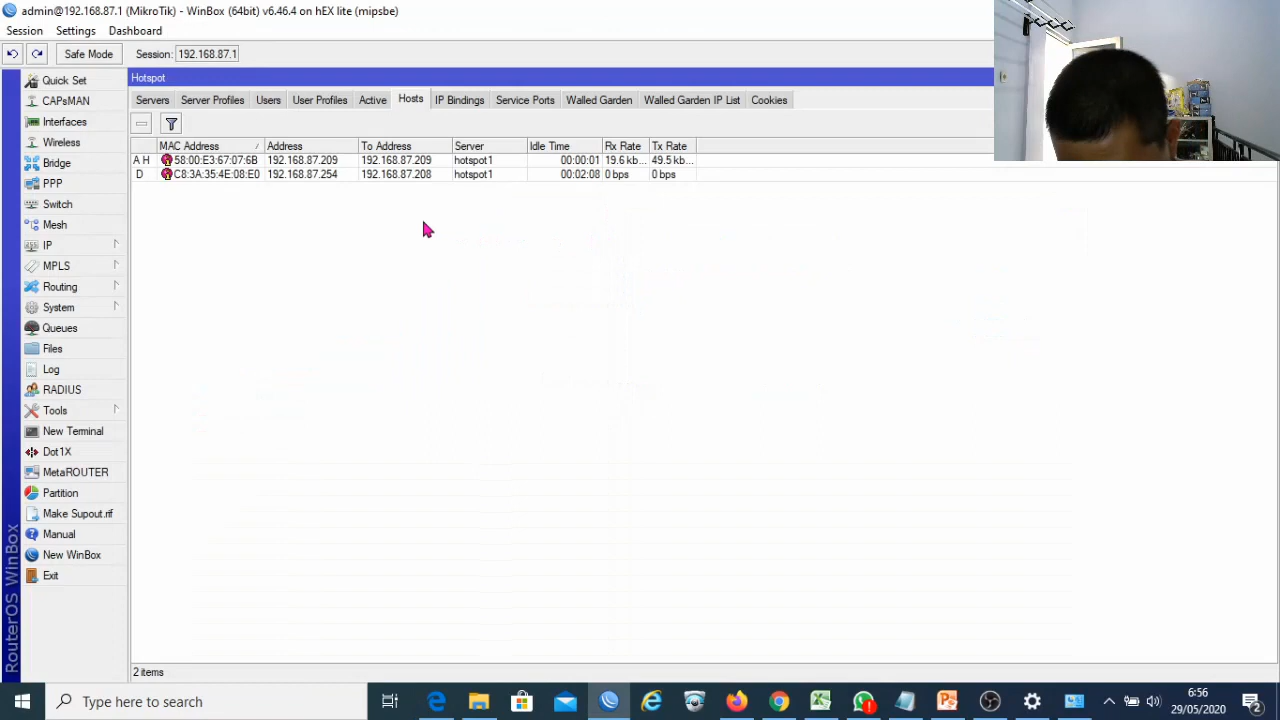 admin@192.168.87.1 (MikroTik) - WinBox (64bit) v6.46.4 on hEX lite (mipsbe)
Session Settings Dashboard
Safe Mode Session: 192.168.87.1
Quick Set
CAPsMAN
Interfaces
Wireless
Bridge
PPP
Switch
Mesh
IP
MPLS
Routing
System
Queues
Files
Log
RADIUS
Tools
New Terminal
Dot1X
MetaROUTER
Partition
Make Supout.rif
Manual
New WinBox
Exit
RouterOS WinBox
Hotspot
Servers Server Profiles Users User Profiles Active Hosts IP Bindings Service Ports Walled Garden Walled Garden IP List Cookies
MAC Address / Address To Address Server Idle Time Rx Rate Tx Rate
A H 58:00:E3:67:07:6B 192.168.87.209 192.168.87.209 hotspot1 00:00:01 19.6 kb... 49.5 kb...
D C8:3A:35:4E:08:E0 192.168.87.254 192.168.87.208 hotspot1 00:02:08 0 bps 0 bps
2 items
Type here to search
6:56
29/05/2020
2